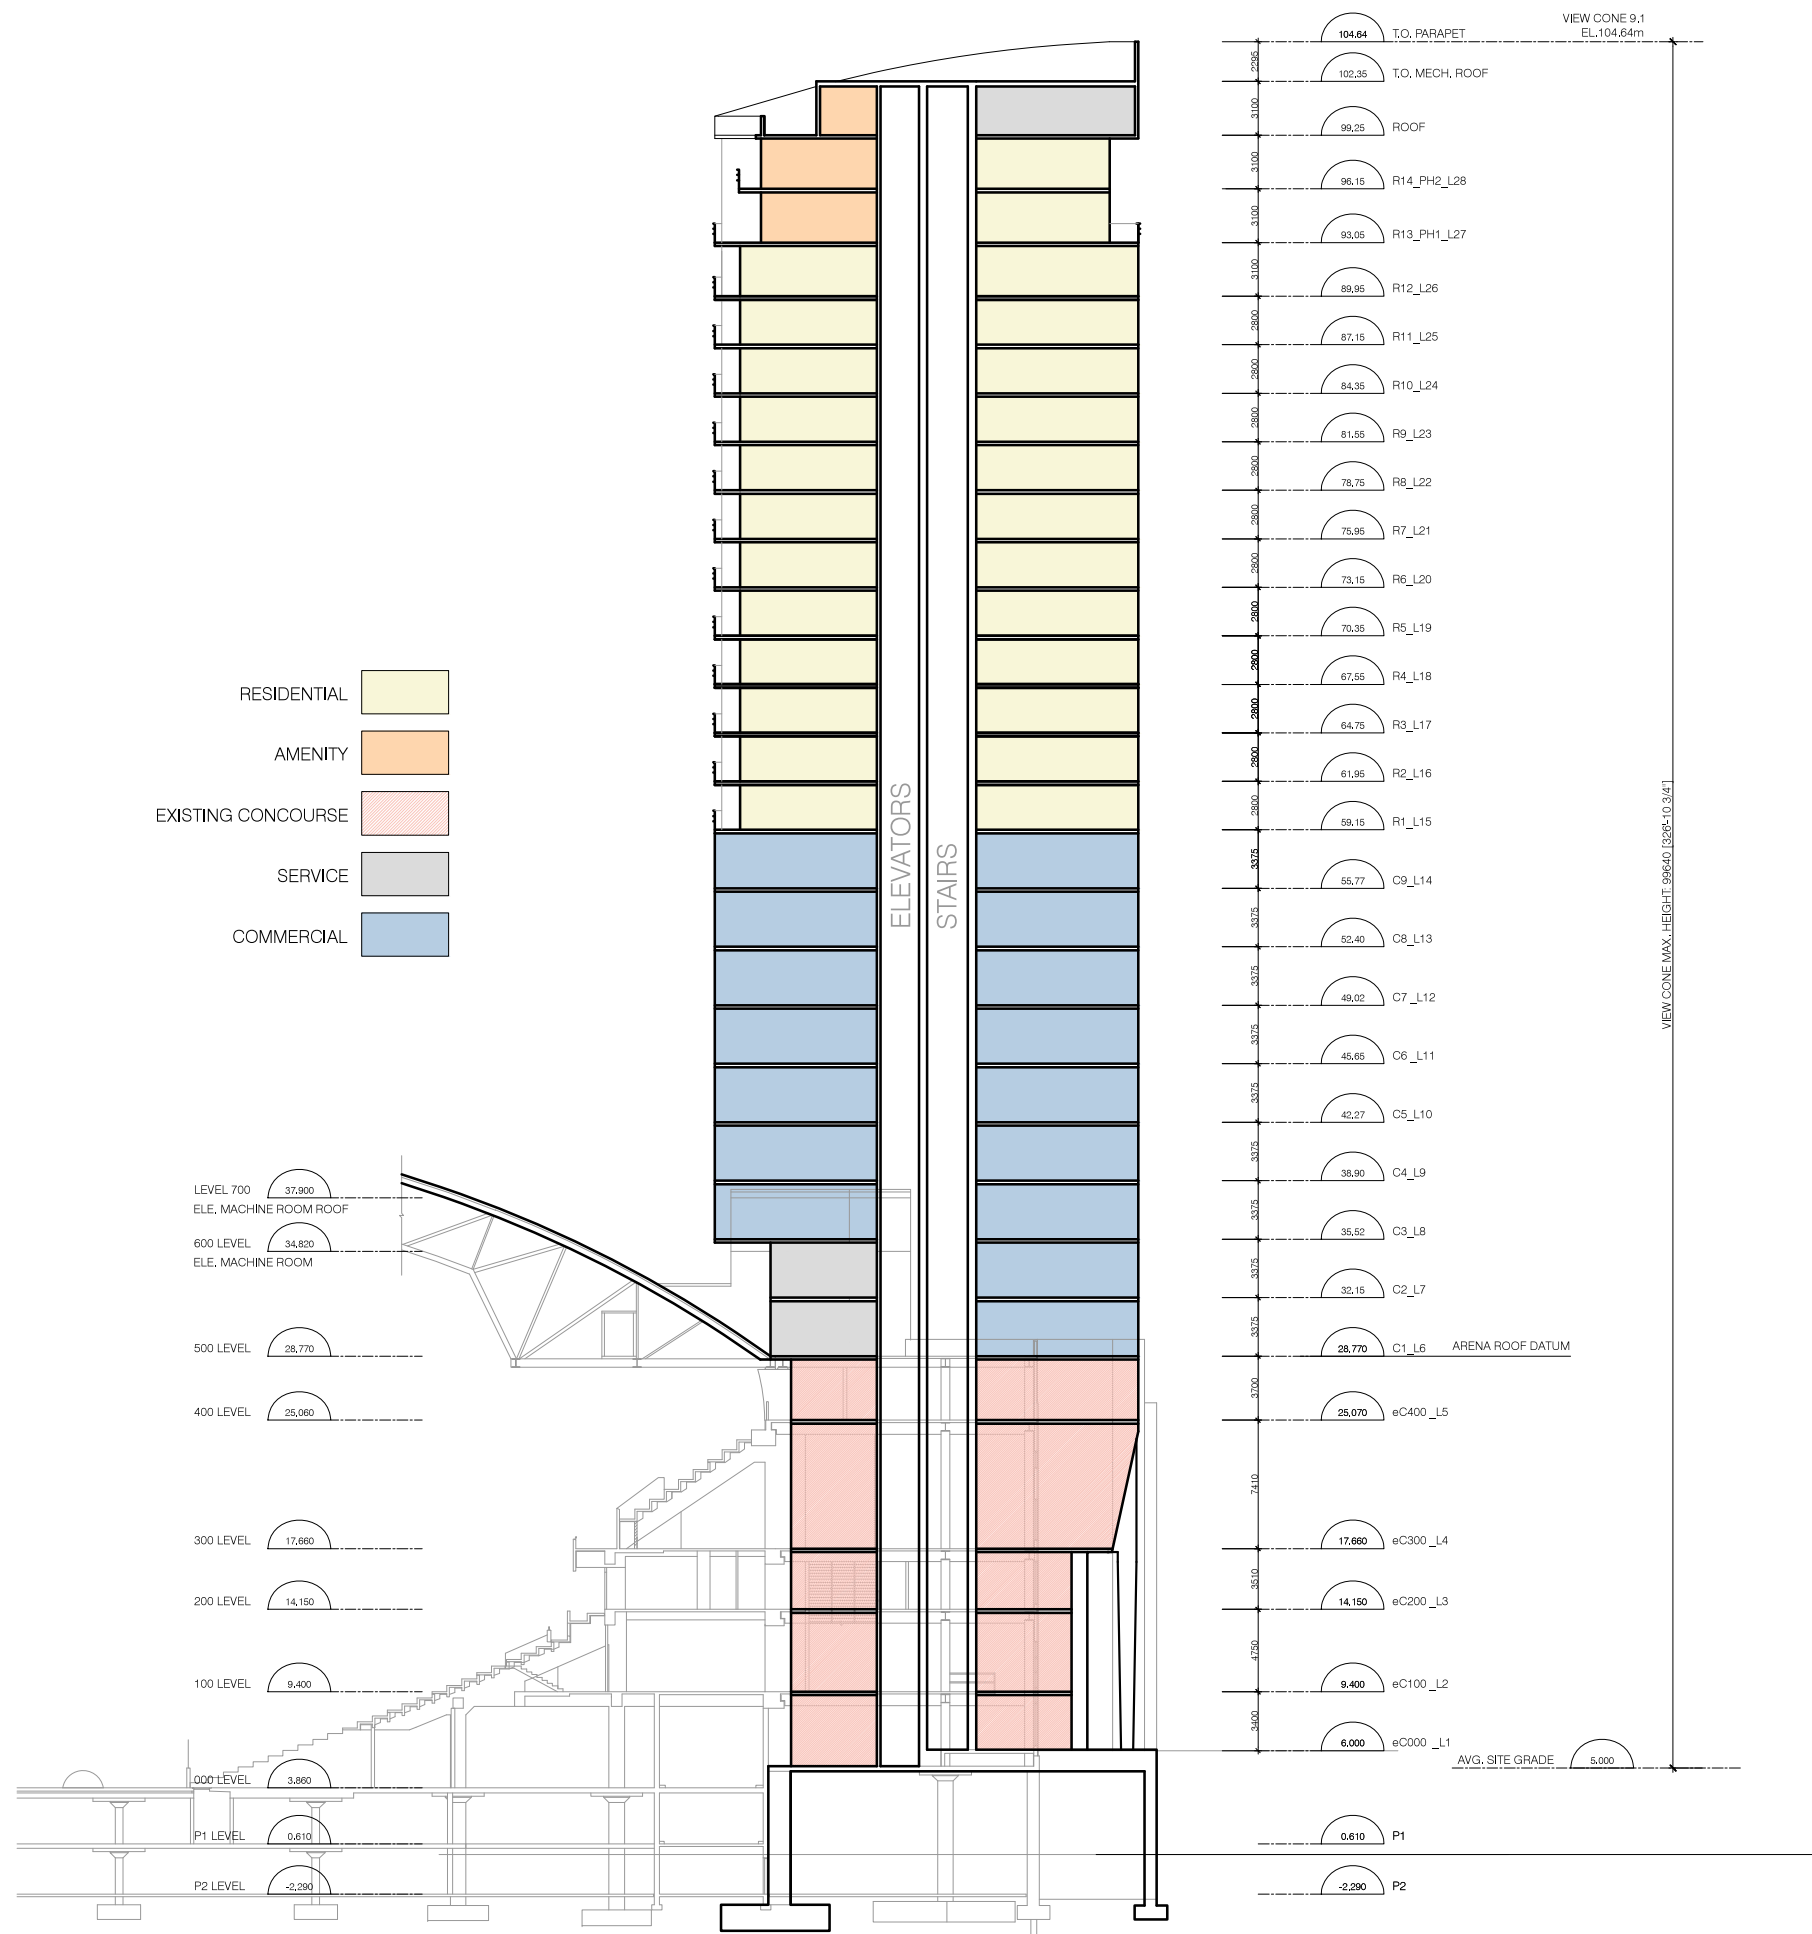 VIEW CONE 9.1
EL.104.64m
104.64 T.O. PARAPET
2295
102.35 T.O. MECH. ROOF
3100
99.25 ROOF
3100
96.15 R14_PH2_L28
3100
93.05 R13_PH1_L27
3100
89.95 R12_L26
2800
87.15 R11_L25
2800
84.35 R10_L24
2800
81.55 R9_L23
2800
78.75 R8_L22
2800
75.95 R7_L21
2800
73.15 R6_L20
2800
70.35 R5_L19
2800
67.55 R4_L18
2800
64.75 R3_L17
2800
61.95 R2_L16
2800
59.15 R1_L15
3375
55.77 C9_L14
3375
52.40 C8_L13
3375
49.02 C7_L12
3375
45.65 C6_L11
3375
42.27 C5_L10
3375
38.90 C4_L9
3375
35.52 C3_L8
3375
32.15 C2_L7
3375
28.770 C1_L6 ARENA ROOF DATUM
3700
25.070 eC400_L5
7410
17.660 eC300_L4
3510
14.150 eC200_L3
4750
9.400 eC100_L2
3400
6.000 eC000_L1
AVG. SITE GRADE 5.000
0.610 P1
-2.290 P2
VIEW CONE MAX. HEIGHT: 99640 [326'-10 3/4"]
RESIDENTIAL
AMENITY
EXISTING CONCOURSE
SERVICE
COMMERCIAL
ELEVATORS
STAIRS
LEVEL 700 37.900
ELE. MACHINE ROOM ROOF
600 LEVEL 34.820
ELE. MACHINE ROOM
500 LEVEL 28.770
400 LEVEL 25.060
300 LEVEL 17.660
200 LEVEL 14.150
100 LEVEL 9.400
000 LEVEL 3.860
P1 LEVEL 0.610
P2 LEVEL -2.290